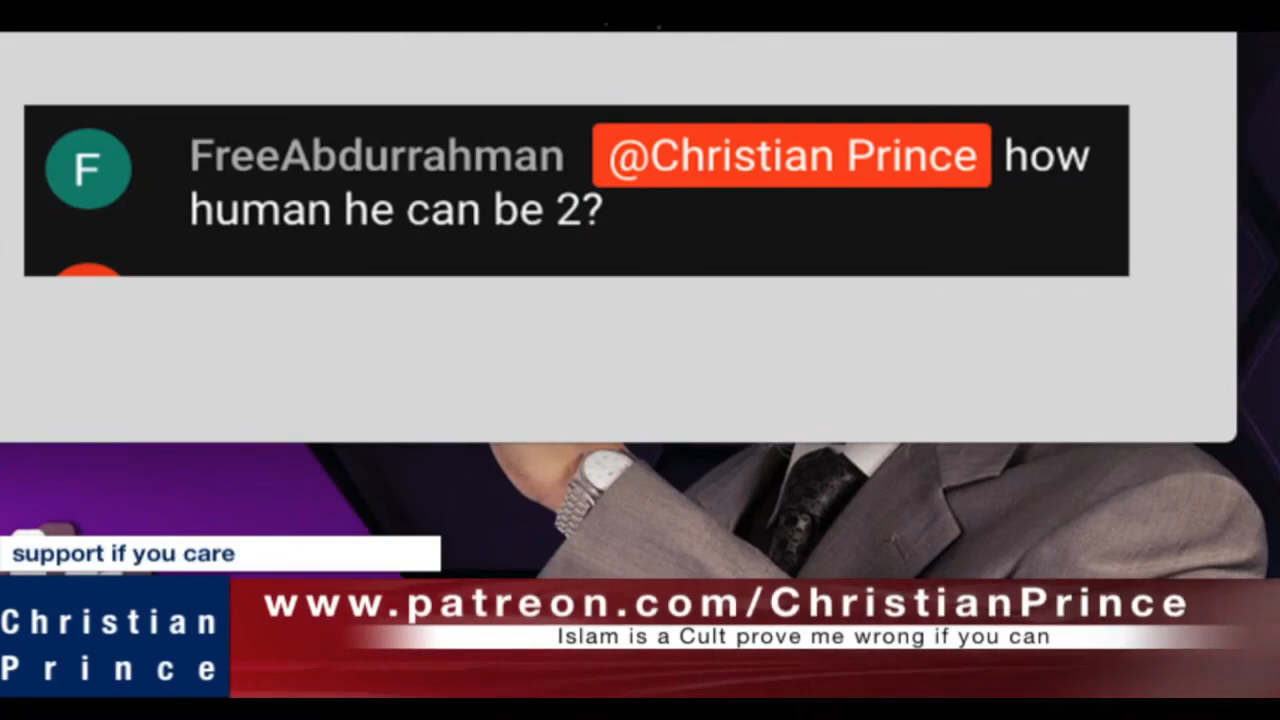 F
FreeAbdurrahman @Christian Prince how
human he can be 2?
support if you care
Christian
Prince
www.patreon.com/ChristianPrince
Islam is a Cult prove me wrong if you can